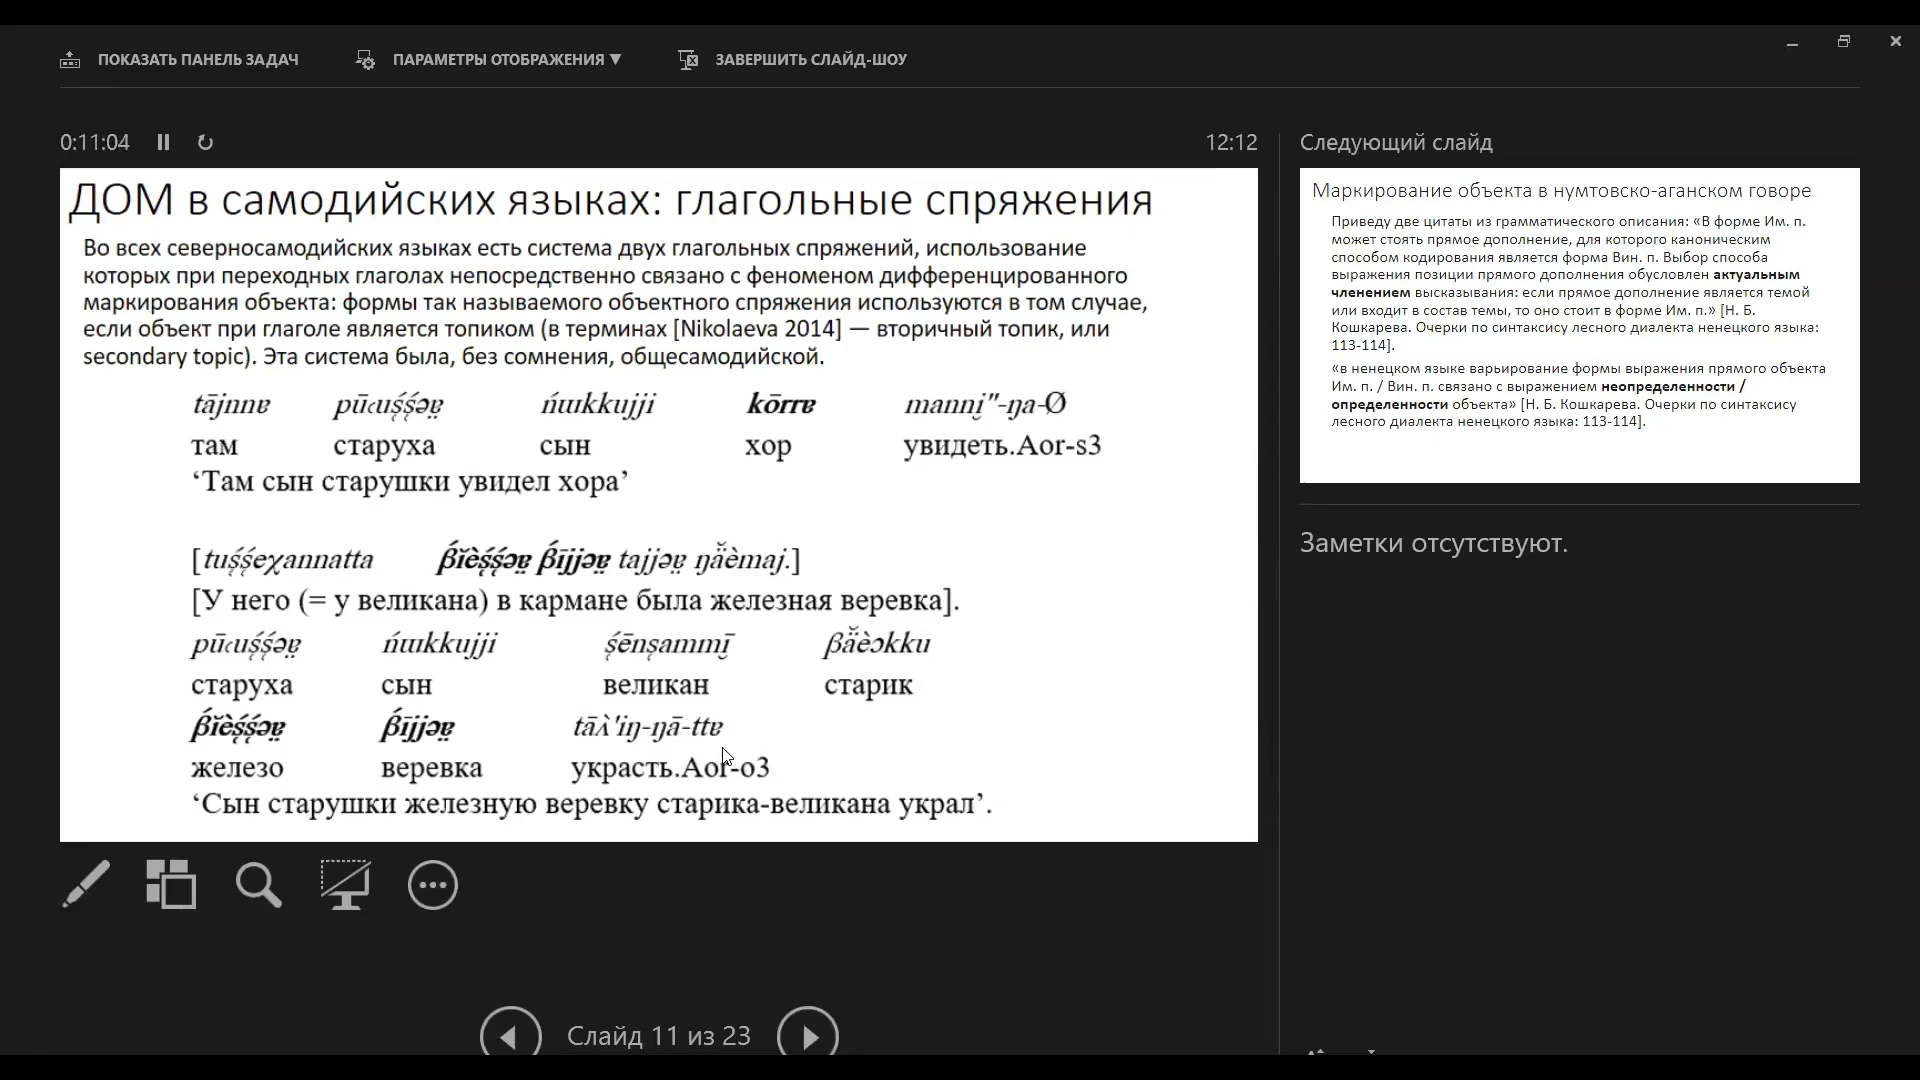 ПОКАЗАТЬ ПАНЕЛЬ ЗАДАЧ ПАРАМЕТРЫ ОТОБРАЖЕНИЯ ▼ ЗАВЕРШИТЬ СЛАЙД-ШОУ
0:11:04 12:12
ДОМ в самодийских языках: глагольные спряжения
Во всех северносамодийских языках есть система двух глагольных спряжений, использование
которых при переходных глаголах непосредственно связано с феноменом дифференцированного
маркирования объекта: формы так называемого объектного спряжения используются в том случае,
если объект при глаголе является топиком (в терминах [Nikolaeva 2014] — вторичный топик, или
secondary topic). Эта система была, без сомнения, общесамодийской.
tājnnɐ ńɯkkujji kōrrɐ
там старуха сын хор увидеть.Aor-s3
‘Там сын старушки увидел хора’
[У него (= у великана) в кармане была железная веревка].
ńɯkkujji
старуха сын великан старик
железо веревка украсть.Aor-o3
‘Сын старушки железную веревку старика-великана украл’.
Слайд 11 из 23
Следующий слайд
Маркирование объекта в нумтовско-аганском говоре
Приведу две цитаты из грамматического описания: «В форме Им. п.
может стоять прямое дополнение, для которого каноническим
способом кодирования является форма Вин. п. Выбор способа
выражения позиции прямого дополнения обусловлен актуальным
членением высказывания: если прямое дополнение является темой
или входит в состав темы, то оно стоит в форме Им. п.» [Н. Б.
Кошкарева. Очерки по синтаксису лесного диалекта ненецкого языка:
113-114].
«в ненецком языке варьирование формы выражения прямого объекта
Им. п. / Вин. п. связано с выражением неопределенности /
определенности объекта» [Н. Б. Кошкарева. Очерки по синтаксису
лесного диалекта ненецкого языка: 113-114].
Заметки отсутствуют.